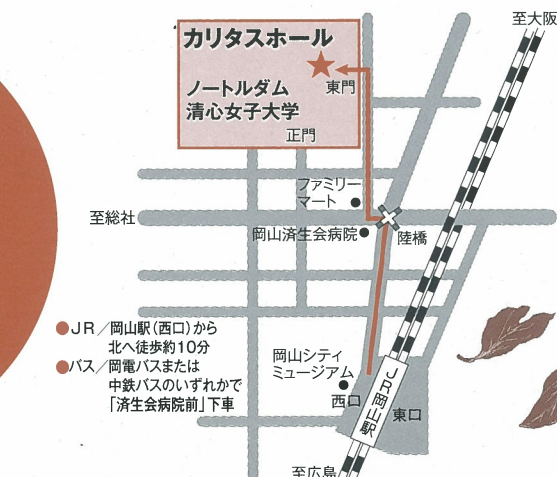 至大阪
カリタスホール
東門
ノートルダム
清心女子大学
正門
ファミリー
マート
至総社
岡山済生会病院
陸橋
●JR/岡山駅(西口)から
北へ徒歩約10分
●バス/岡電バスまたは
中鉄バスのいずれかで
「済生会病院前」下車
岡山シティ
ミュージアム
西口
JR岡山駅
東口
至広島